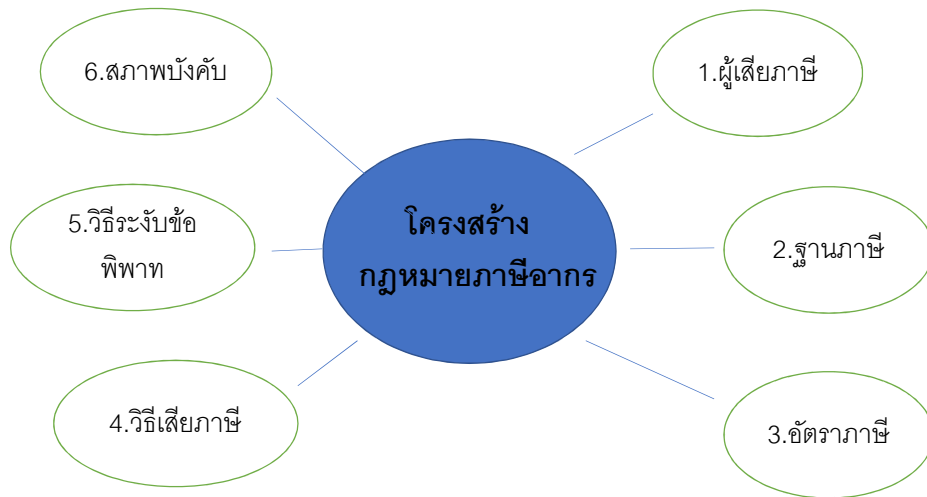 6.สภาพบังคับ
1.ผู้เสียภาษี
โครงสร้าง
กฎหมายภาษีอากร
5.วิธีระงับข้อ
พิพาท
2.ฐานภาษี
4.วิธีเสียภาษี
3.อัตราภาษี